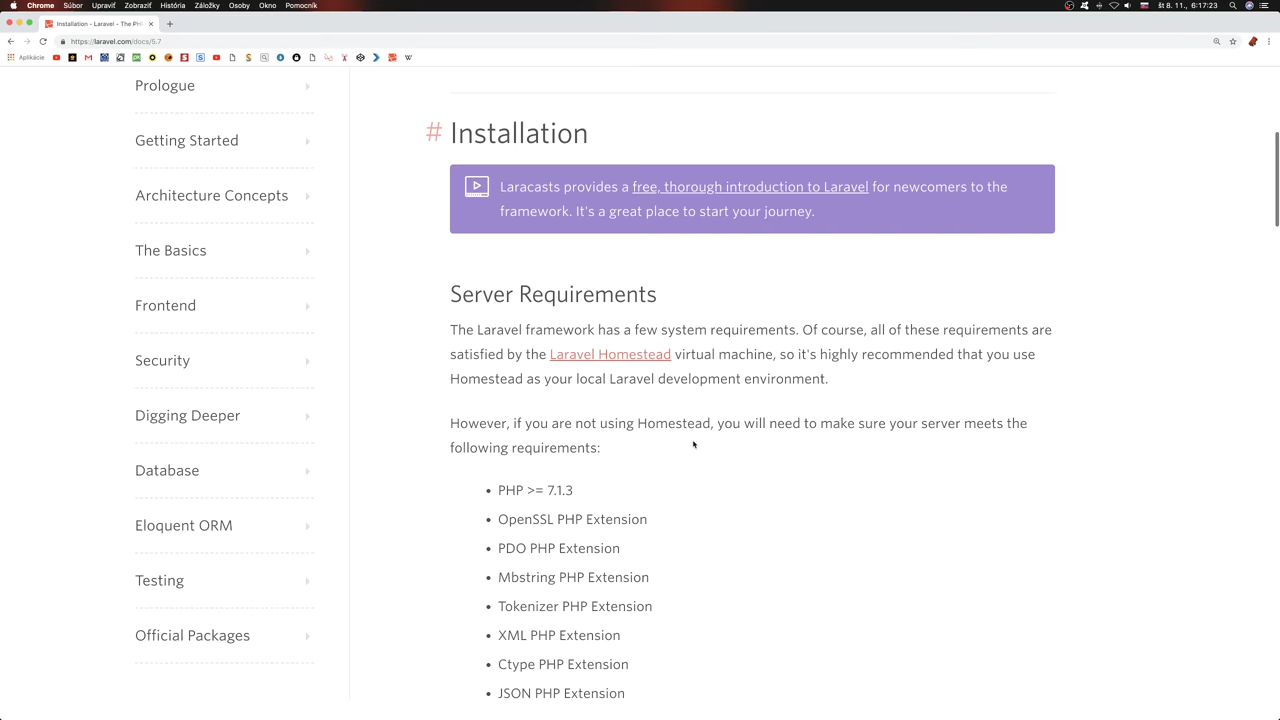 Chrome Súbor Upraviť Zobraziť História Záložky Osoby Okno Pomocník
št 8. 11., 6:17:23
Installation - Laravel - The PH
https://laravel.com/docs/5.7
Aplikácie
Prologue
Getting Started
Architecture Concepts
The Basics
Frontend
Security
Digging Deeper
Database
Eloquent ORM
Testing
Official Packages
# Installation
Laracasts provides a free, thorough introduction to Laravel for newcomers to the
framework. It's a great place to start your journey.
Server Requirements
The Laravel framework has a few system requirements. Of course, all of these requirements are
satisfied by the Laravel Homestead virtual machine, so it's highly recommended that you use
Homestead as your local Laravel development environment.
However, if you are not using Homestead, you will need to make sure your server meets the
following requirements:
• PHP >= 7.1.3
• OpenSSL PHP Extension
• PDO PHP Extension
• Mbstring PHP Extension
• Tokenizer PHP Extension
• XML PHP Extension
• Ctype PHP Extension
• JSON PHP Extension